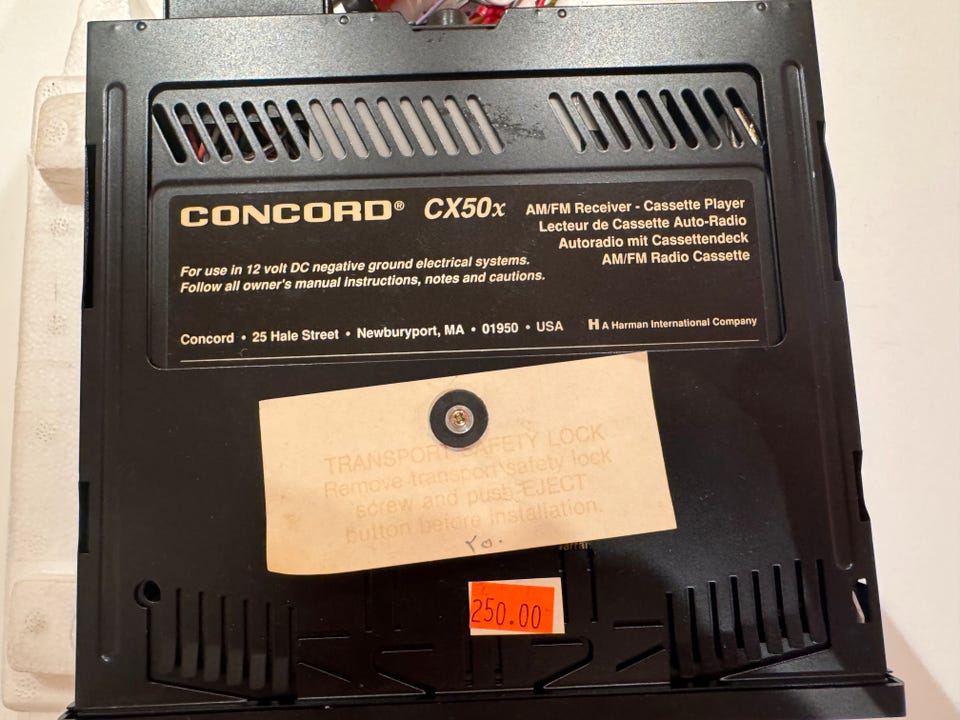 CONCORD® CX50x
AM/FM Receiver - Cassette Player
Lecteur de Cassette Auto-Radio
Autoradio mit Cassettendeck
AM/FM Radio Cassette
For use in 12 volt DC negative ground electrical systems.
Follow all owner's manual instructions, notes and cautions.
Concord • 25 Hale Street • Newburyport, MA • 01950 • USA
H A Harman International Company
TRANSPORT SAFETY LOCK
Remove transport safety lock
screw and push EJECT
button before installation.
٢٥٠
250.00